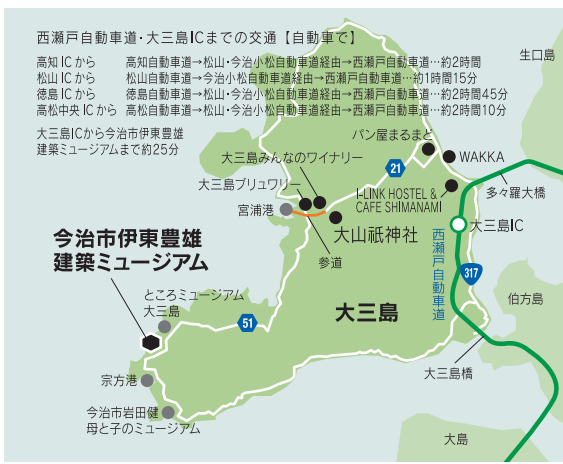 西瀬戸自動車道・大三島ICまでの交通【自動車で】
高知ICから 高知自動車道→松山・今治小松自動車道経由→西瀬戸自動車道…約2時間
松山ICから 松山自動車道→今治小松自動車道経由→西瀬戸自動車道…約1時間15分
徳島ICから 徳島自動車道→松山・今治小松自動車道経由→西瀬戸自動車道…約2時間45分
高松中央ICから 高松自動車道→松山・今治小松自動車道経由→西瀬戸自動車道…約2時間10分
大三島ICから今治市伊東豊雄
建築ミュージアムまで約25分
生口島
パン屋まるまど
WAKKA
大三島みんなのワイナリー
21
大三島ブリュワリー
I-LINK HOSTEL &
CAFE SHIMANAMI
多々羅大橋
宮浦港
大山祇神社
大三島IC
参道
西瀬戸自動車道
317
今治市伊東豊雄
建築ミュージアム
ところミュージアム
大三島
51
大三島
伯方島
宗方港
大三島橋
今治市岩田健
母と子のミュージアム
大島